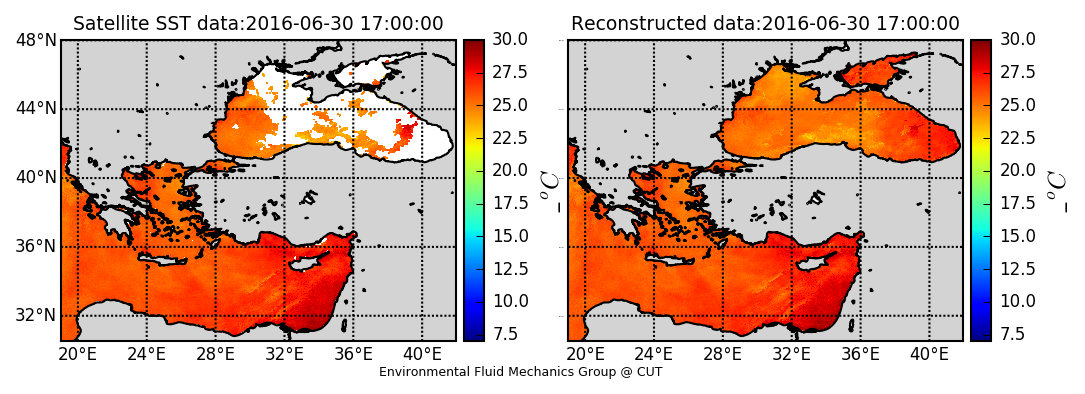 Satellite SST data:2016-06-30 17:00:00
48°N
44°N
40°N
36°N
32°N
20°E 24°E 28°E 32°E 36°E 40°E
30.0
27.5
25.0
22.5
20.0
17.5
15.0
12.5
10.0
7.5
_ °C
Reconstructed data:2016-06-30 17:00:00
20°E 24°E 28°E 32°E 36°E 40°E
30.0
27.5
25.0
22.5
20.0
17.5
15.0
12.5
10.0
7.5
_ °C
Environmental Fluid Mechanics Group @ CUT